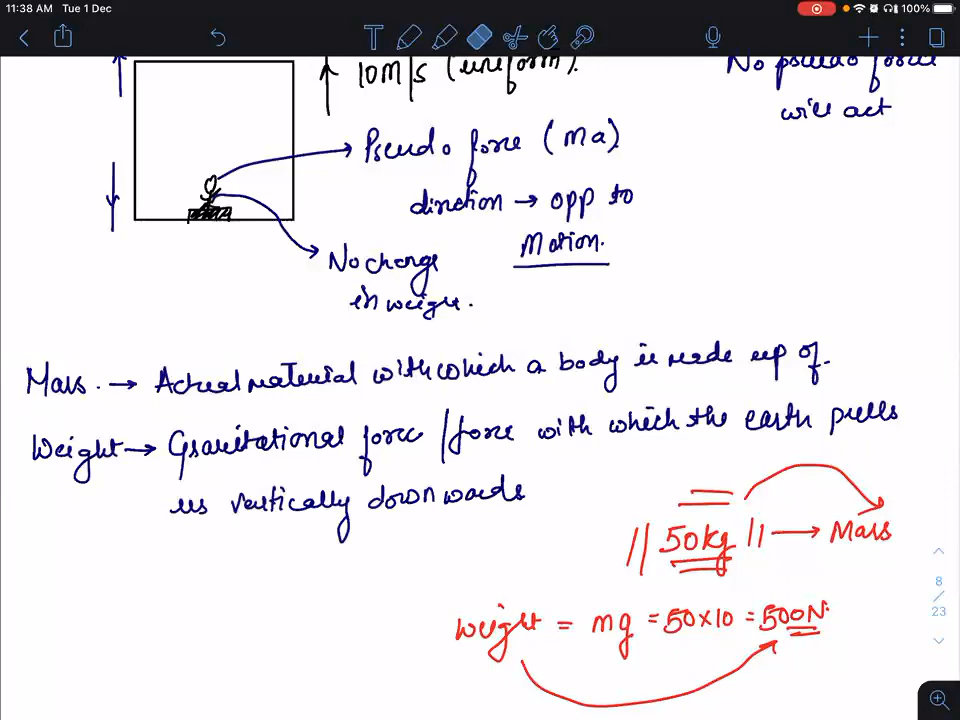 11:38 AM Tue 1 Dec
100%
10m/s (uniform).
No pseudo force
will act
Pseudo force (ma)
direction → opp to
Motion.
No change
in weight.
Mass. → Actual material with which a body is made up of.
Weight → Gravitational force / force with which the earth pulls
us vertically downwards
// 50kg // → Mass
Weight = mg = 50×10 = 500N.
8
/
23